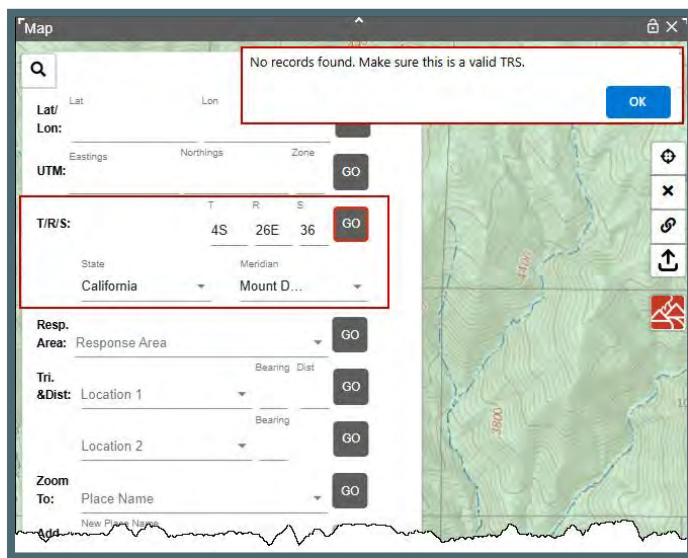 Map
No records found. Make sure this is a valid TRS.
OK
Lat/
Lon:
Lat
Lon
UTM:
Eastings
Northings
Zone
GO
T/R/S:
T
R
S
4S
26E
36
GO
State
Meridian
California
Mount D...
Resp.
Area:
Response Area
GO
Tri.
&Dist:
Location 1
Bearing
Dist
GO
Location 2
Bearing
GO
Zoom
To:
Place Name
GO
Add
New Place Name
4400
3800